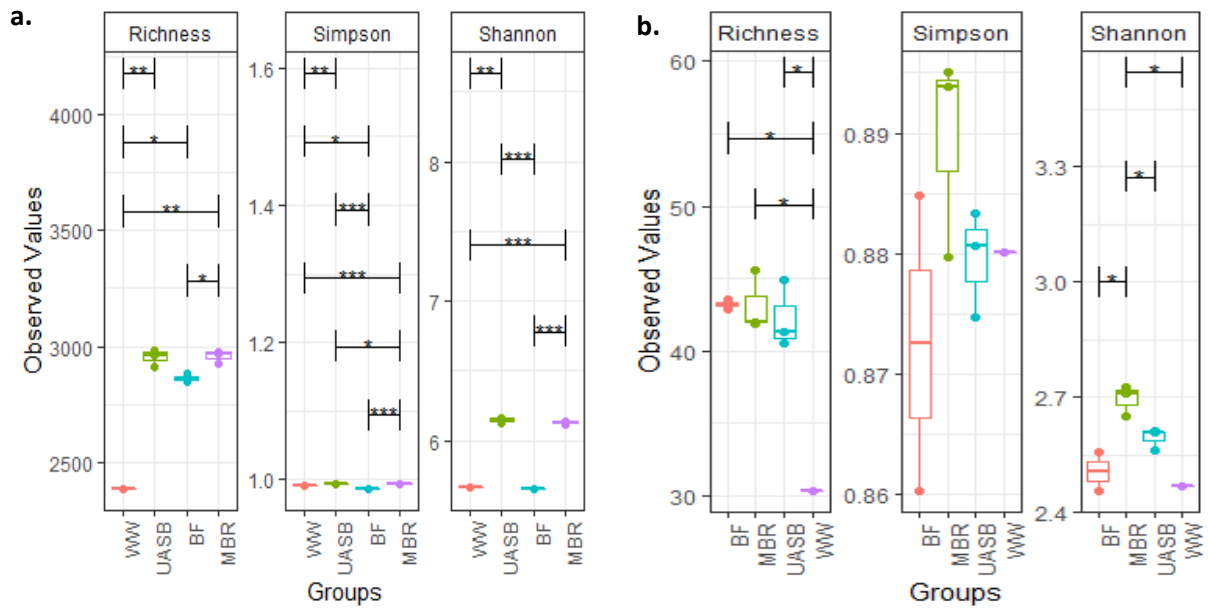 a.
Richness Simpson Shannon
** ** **
4000 1.6 8
* *
*** ***
3500 1.4 7
** *** ***
* * ***
3000 1.2
***
2500 1.0 6
Observed Values
WW UASB BF MBR WW UASB BF MBR WW UASB BF MBR
Groups
b.
Richness Simpson Shannon
60 0.89 3.3
* *
* *
50 0.88 3.0
* *
40 0.87 2.7
30 0.86 2.4
Observed Values
BF MBR UASB WW BF MBR UASB WW BF MBR UASB WW
Groups